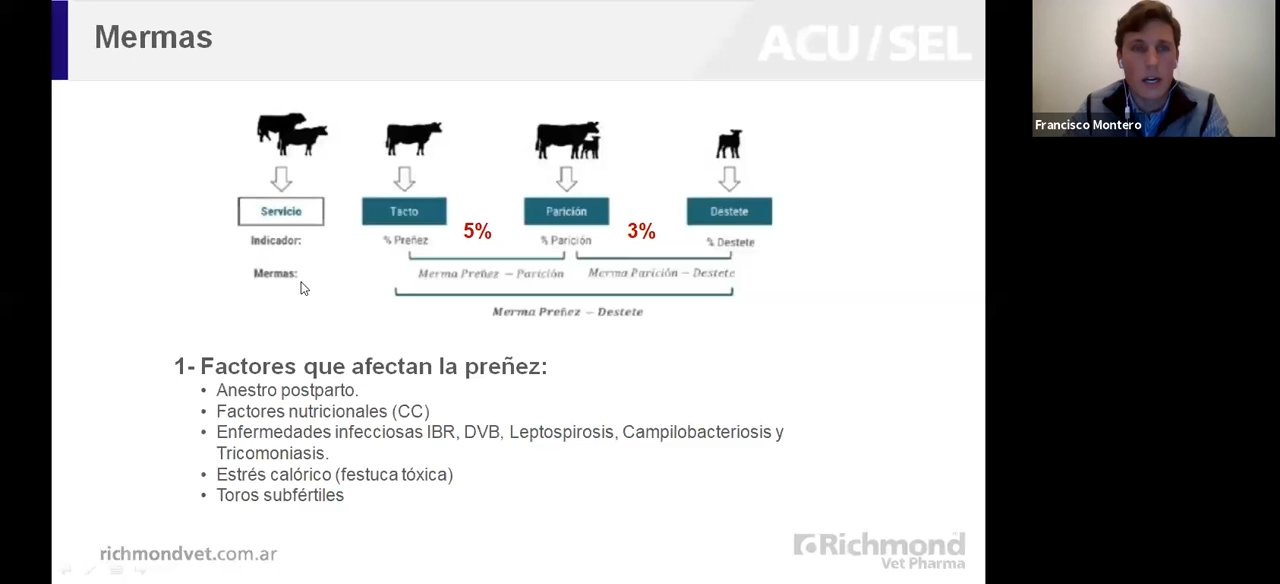 Mermas
ACU/SEL
Francisco Montero
Servicio
Tacto
Parición
Destete
5%
3%
Indicador:
% Preñez
% Parición
% Destete
Mermas:
Merma Preñez – Parición
Merma Parición – Destete
Merma Preñez – Destete
1- Factores que afectan la preñez:
• Anestro postparto.
• Factores nutricionales (CC)
• Enfermedades infecciosas IBR, DVB, Leptospirosis, Campilobacteriosis y
Tricomoniasis.
• Estrés calórico (festuca tóxica)
• Toros subfértiles
richmondvet.com.ar
Richmond
Vet Pharma